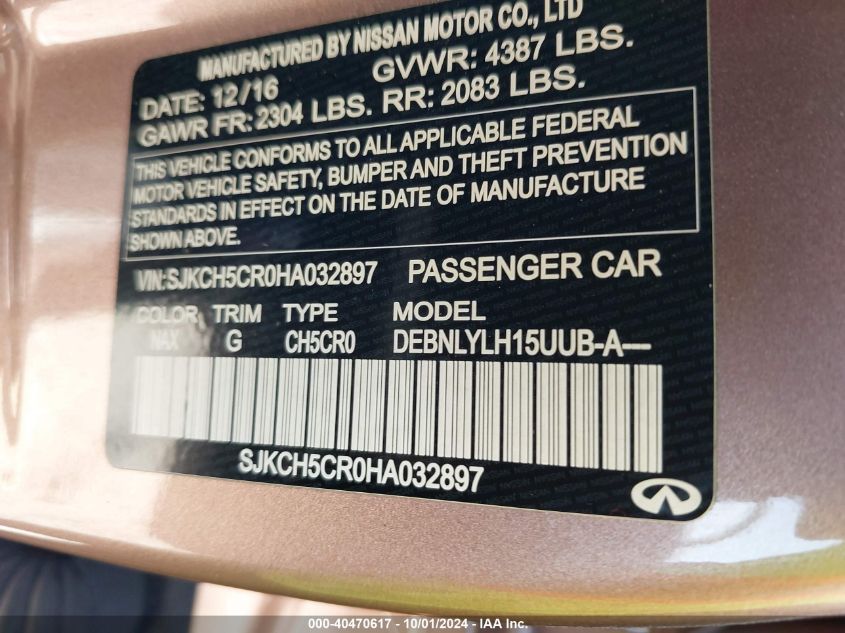 MANUFACTURED BY NISSAN MOTOR CO., LTD
DATE: 12/16 GVWR: 4387 LBS.
GAWR FR: 2304 LBS. RR: 2083 LBS.
THIS VEHICLE CONFORMS TO ALL APPLICABLE FEDERAL
MOTOR VEHICLE SAFETY, BUMPER AND THEFT PREVENTION
STANDARDS IN EFFECT ON THE DATE OF MANUFACTURE
SHOWN ABOVE.
VIN:SJKCH5CR0HA032897 PASSENGER CAR
COLOR TRIM TYPE MODEL
NAX G CH5CR0 DEBNLYLH15UUB-A---
SJKCH5CR0HA032897
000-40470617 - 10/01/2024 - IAA Inc.